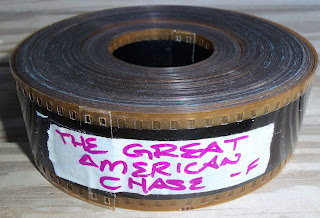 THE GREAT
AMERICAN
CHASE -F